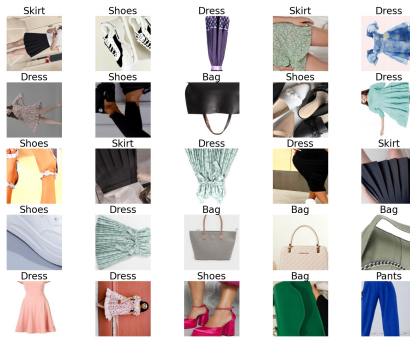 Skirt Shoes Dress Skirt Dress
Dress Shoes Bag Shoes Dress
Shoes Skirt Dress Dress Skirt
Shoes Dress Bag Bag Bag
Dress Dress Shoes Bag Pants